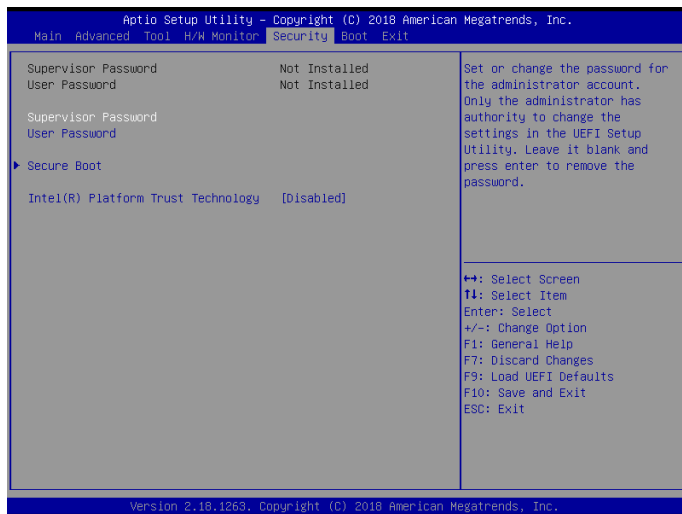 Aptio Setup Utility – Copyright (C) 2018 American Megatrends, Inc.
Main Advanced Tool H/W Monitor Security Boot Exit
Supervisor Password Not Installed
User Password Not Installed
Supervisor Password
User Password
Secure Boot
Intel(R) Platform Trust Technology [Disabled]
Set or change the password for
the administrator account.
Only the administrator has
authority to change the
settings in the UEFI Setup
Utility. Leave it blank and
press enter to remove the
password.
↔: Select Screen
↑↓: Select Item
Enter: Select
+/-: Change Option
F1: General Help
F7: Discard Changes
F9: Load UEFI Defaults
F10: Save and Exit
ESC: Exit
Version 2.18.1263. Copyright (C) 2018 American Megatrends, Inc.